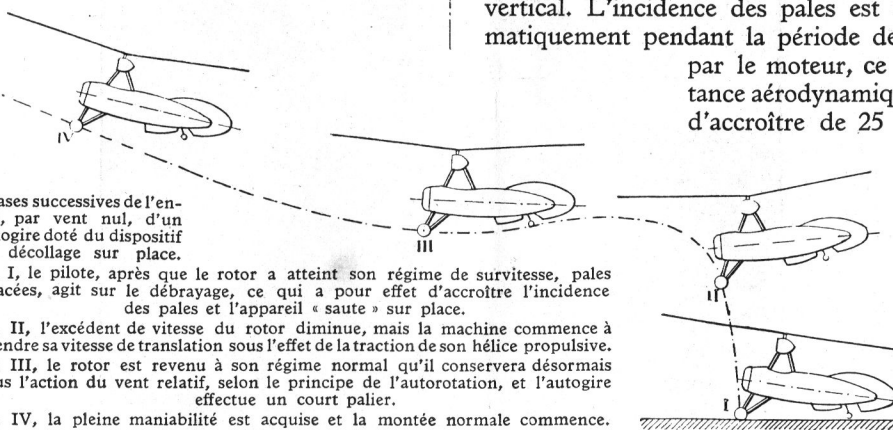 vertical. L'incidence des pales est
matiquement pendant la période de
par le moteur, ce
tance aérodynamiq
d'accroître de 25
IV
III
II
I
ases successives de l'en-
, par vent nul, d'un
ogire doté du dispositif
décollage sur place.
I, le pilote, après que le rotor a atteint son régime de survitesse, pales
acées, agit sur le débrayage, ce qui a pour effet d'accroître l'incidence
des pales et l'appareil « saute » sur place.
II, l'excédent de vitesse du rotor diminue, mais la machine commence à
endre sa vitesse de translation sous l'effet de la traction de son hélice propulsive.
III, le rotor est revenu à son régime normal qu'il conservera désormais
us l'action du vent relatif, selon le principe de l'autorotation, et l'autogire
effectue un court palier.
IV, la pleine maniabilité est acquise et la montée normale commence.